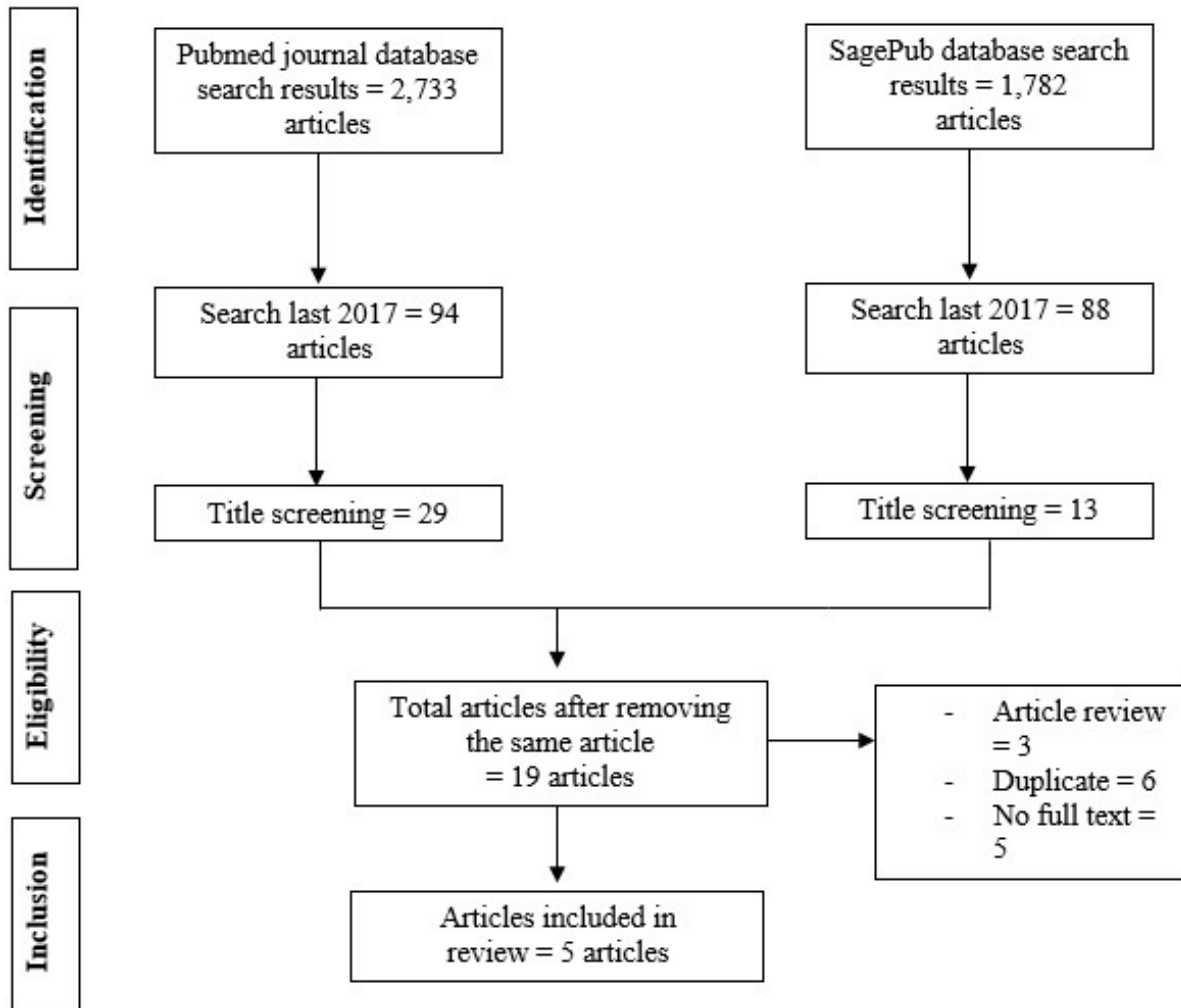 Identification
Pubmed journal database
search results = 2,733
articles
SagePub database search
results = 1,782
articles
Screening
Search last 2017 = 94
articles
Search last 2017 = 88
articles
Title screening = 29
Title screening = 13
Eligibility
Total articles after removing
the same article
= 19 articles
- Article review
= 3
- Duplicate = 6
- No full text =
5
Inclusion
Articles included in
review = 5 articles